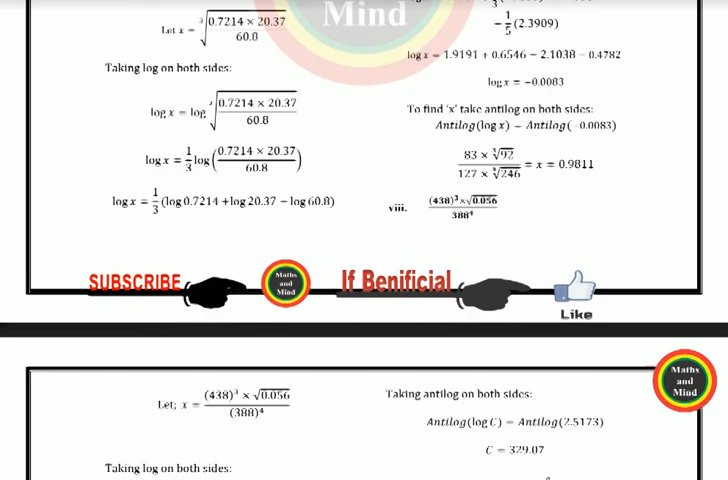 Mind
Let x = ³√(0.7214 × 20.37 / 60.8)
Taking log on both sides:
log x = log ³√(0.7214 × 20.37 / 60.8)
log x = 1/3 log(0.7214 × 20.37 / 60.8)
log x = 1/3 (log 0.7214 + log 20.37 − log 60.8)
− 1/5 (2.3909)
log x = 1.9191 + 0.6546 − 2.1038 − 0.4782
log x = −0.0083
To find 'x' take antilog on both sides:
Antilog(log x) − Antilog(−0.0083)
83 × ³√92 / 127 × ⁵√246 = x = 0.9811
viii. (438)³×√0.056 / 388⁴
SUBSCRIBE
Maths
and
Mind
If Benificial
Like
Maths
and
Mind
Let; x = (438)³ × √0.056 / (388)⁴
Taking log on both sides:
Taking antilog on both sides:
Antilog(log C) = Antilog(2.5173)
C = 329.07